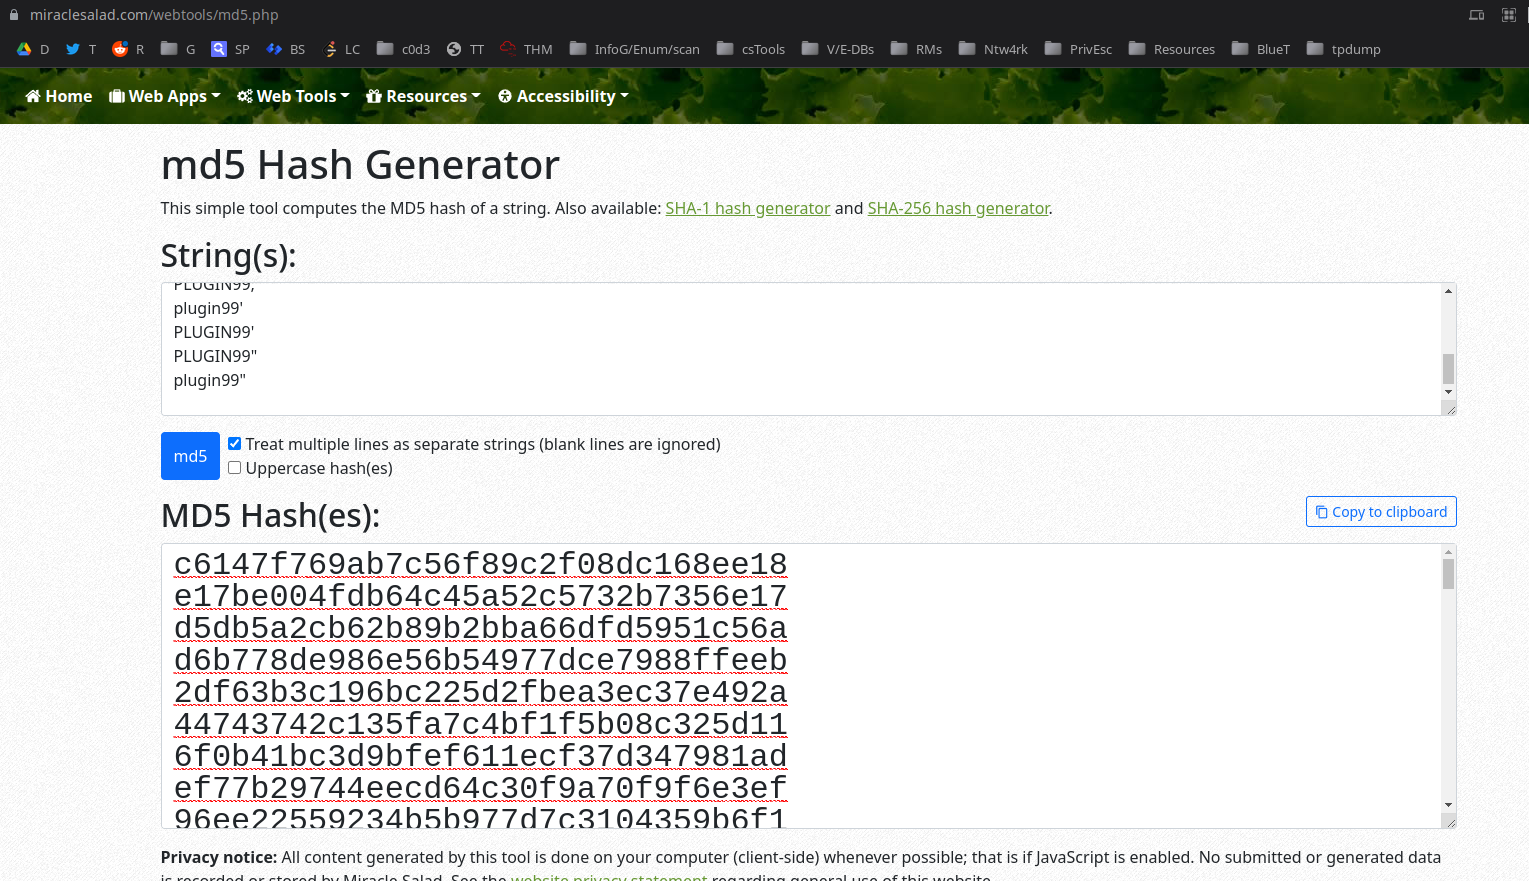 miraclesalad.com/webtools/md5.php
D T R G SP BS LC c0d3 TT THM InfoG/Enum/scan csTools V/E-DBs RMs Ntw4rk PrivEsc Resources BlueT tpdump
Home Web Apps Web Tools Resources Accessibility
md5 Hash Generator
This simple tool computes the MD5 hash of a string. Also available: SHA-1 hash generator and SHA-256 hash generator.
String(s):
PLUGIN99,
plugin99'
PLUGIN99'
PLUGIN99"
plugin99"
md5
Treat multiple lines as separate strings (blank lines are ignored)
Uppercase hash(es)
MD5 Hash(es):
Copy to clipboard
c6147f769ab7c56f89c2f08dc168ee18
e17be004fdb64c45a52c5732b7356e17
d5db5a2cb62b89b2bba66dfd5951c56a
d6b778de986e56b54977dce7988ffeeb
2df63b3c196bc225d2fbea3ec37e492a
44743742c135fa7c4bf1f5b08c325d11
6f0b41bc3d9bfef611ecf37d347981ad
ef77b29744eecd64c30f9a70f9f6e3ef
96ee22559234b5b977d7c3104359b6f1
Privacy notice: All content generated by this tool is done on your computer (client-side) whenever possible; that is if JavaScript is enabled. No submitted or generated data
is recorded or stored by Miracle Salad. See the website privacy statement regarding general use of this website.